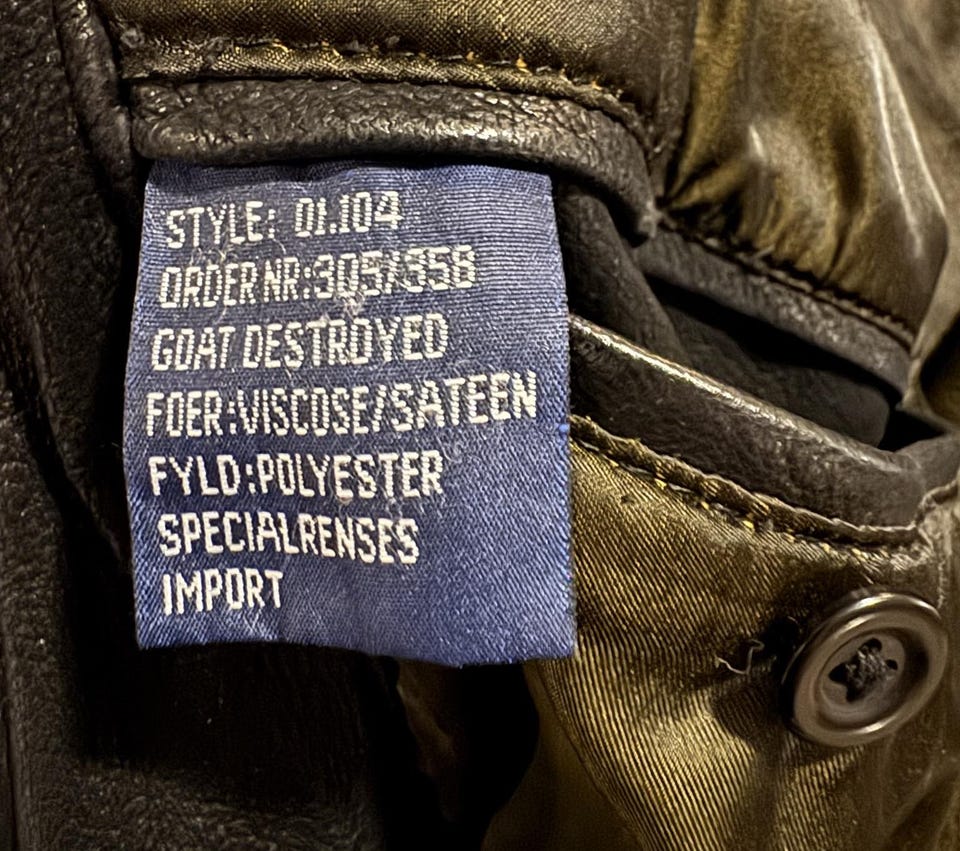 STYLE: 01.104
ORDER NR:305/358
GOAT DESTROYED
FOER:VISCOSE/SATEEN
FYLD:POLYESTER
SPECIALRENSES
IMPORT